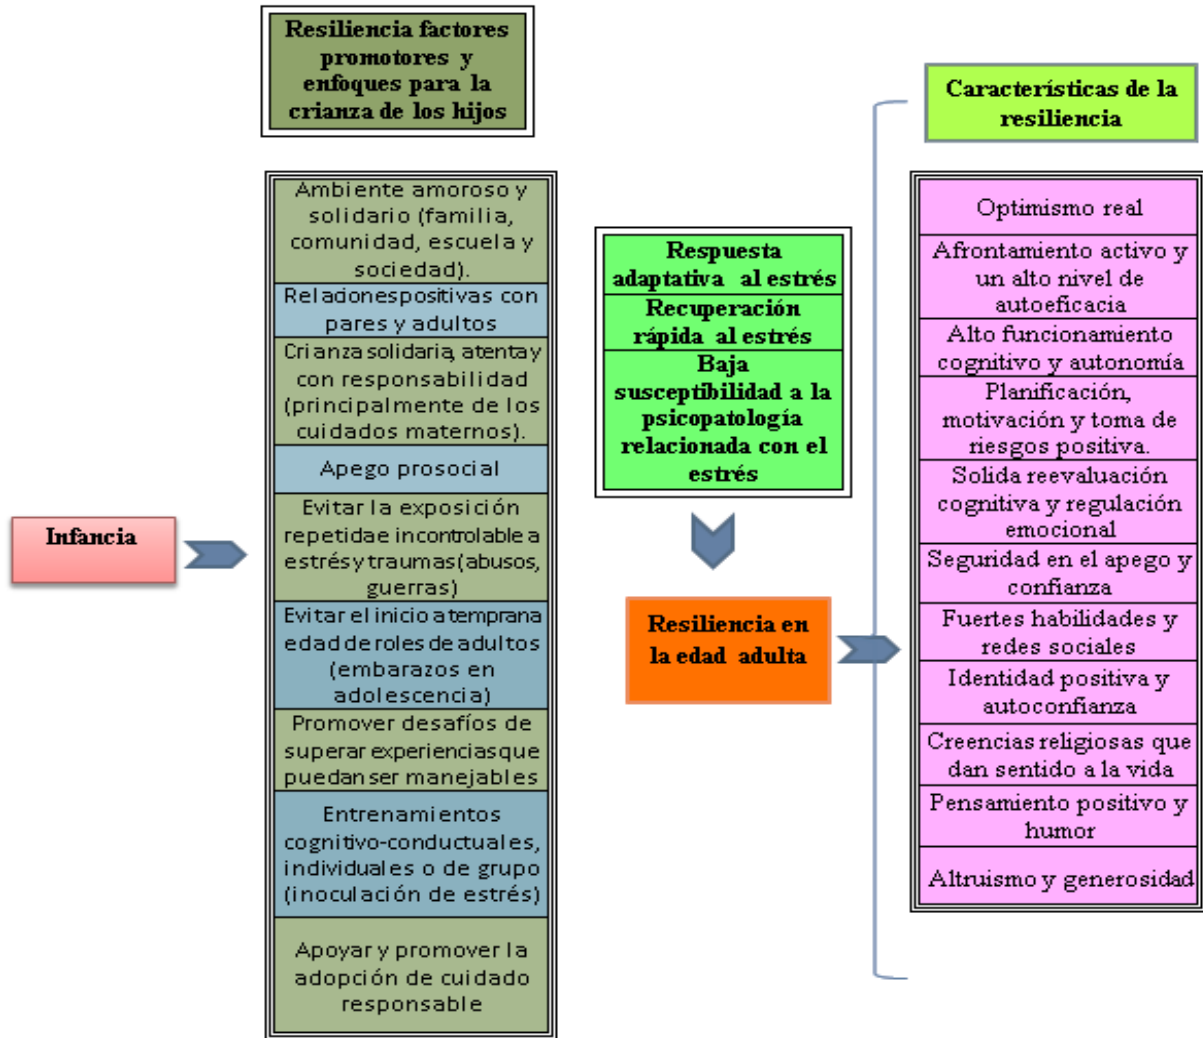 Resiliencia factores
promotores y
enfoques para la
crianza de los hijos
Infancia
Ambiente amoroso y
solidario (familia,
comunidad, escuela y
sociedad).
Relaciones positivas con
pares y adultos
Crianza solidaria, atenta y
con responsabilidad
(principalmente de los
cuidados maternos).
Apego prosocial
Evitar la exposición
repetida e incontrolable a
estrés y traumas (abusos,
guerras)
Evitar el inicio a temprana
edad de roles de adultos
(embarazos en
adolescencia)
Promover desafíos de
superar experiencias que
puedan ser manejables
Entrenamientos
cognitivo-conductuales,
individuales o de grupo
(inoculación de estrés)
Apoyar y promover la
adopción de cuidado
responsable
Respuesta
adaptativa al estrés
Recuperación
rápida al estrés
Baja
susceptibilidad a la
psicopatología
relacionada con el
estrés
Resiliencia en
la edad adulta
Características de la
resiliencia
Optimismo real
Afrontamiento activo y
un alto nivel de
autoeficacia
Alto funcionamiento
cognitivo y autonomía
Planificación,
motivación y toma de
riesgos positiva.
Solida reevaluación
cognitiva y regulación
emocional
Seguridad en el apego y
confianza
Fuertes habilidades y
redes sociales
Identidad positiva y
autoconfianza
Creencias religiosas que
dan sentido a la vida
Pensamiento positivo y
humor
Altruismo y generosidad